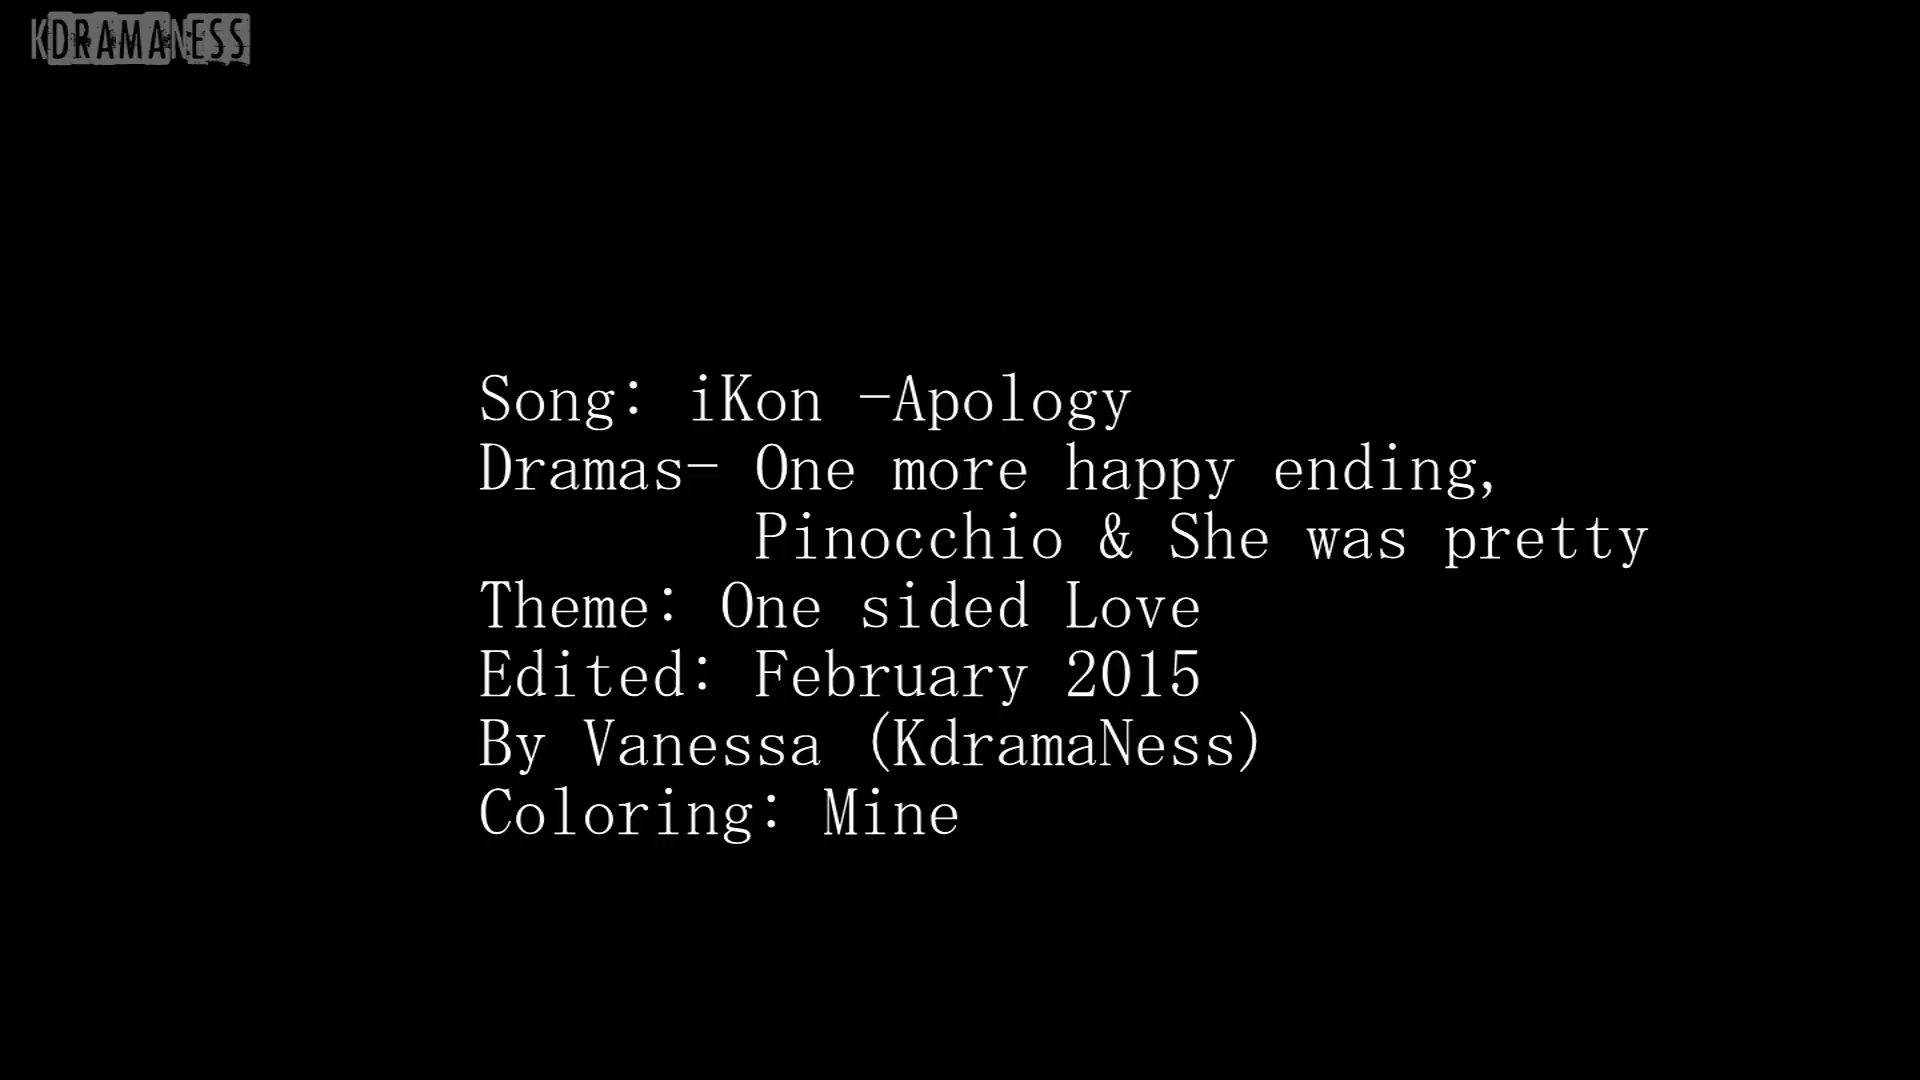 KDRAMANESS
Song: iKon -Apology
Dramas- One more happy ending,
Pinocchio & She was pretty
Theme: One sided Love
Edited: February 2015
By Vanessa (KdramaNess)
Coloring: Mine